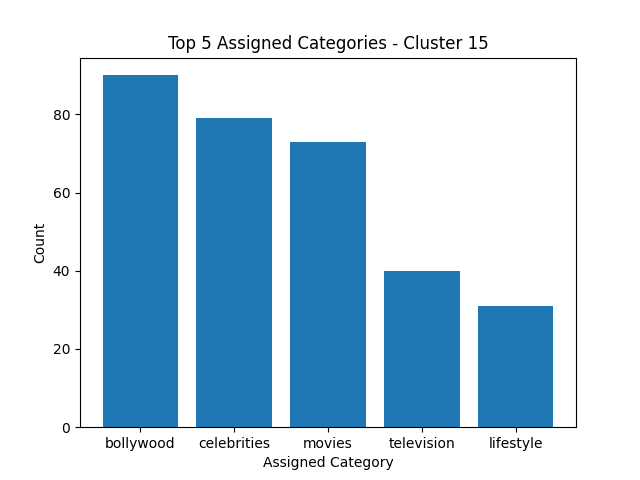 Top 5 Assigned Categories - Cluster 15
Count
80
60
40
20
0
bollywood celebrities movies television lifestyle
Assigned Category